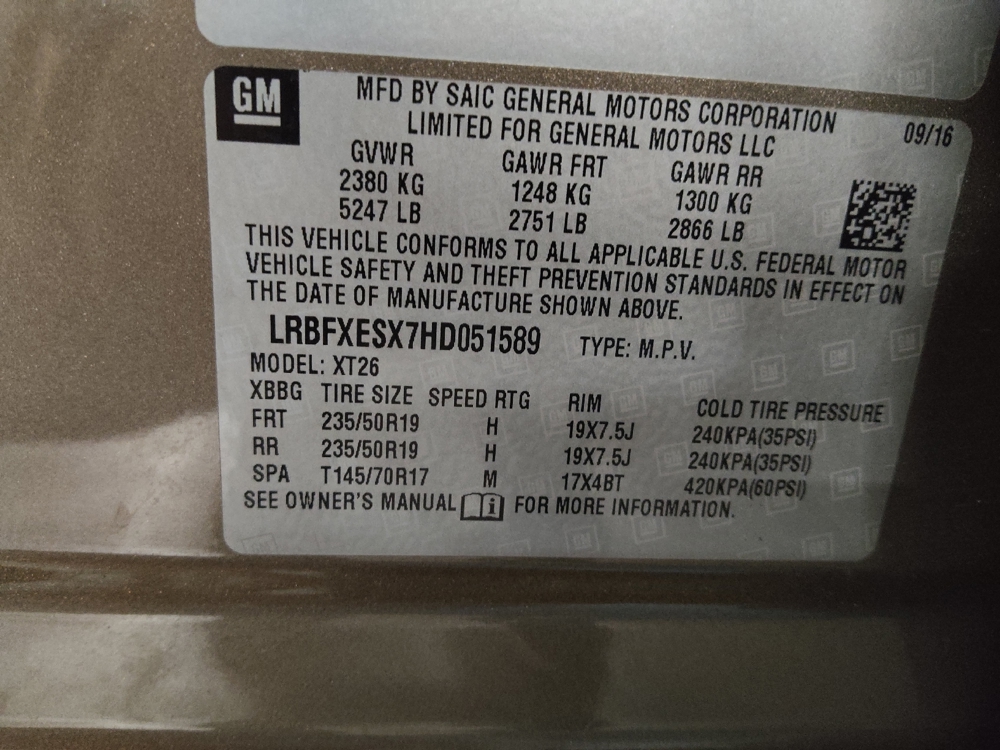 GM
MFD BY SAIC GENERAL MOTORS CORPORATION
LIMITED FOR GENERAL MOTORS LLC
09/16
GVWR GAWR FRT GAWR RR
2380 KG 1248 KG 1300 KG
5247 LB 2751 LB 2866 LB
THIS VEHICLE CONFORMS TO ALL APPLICABLE U.S. FEDERAL MOTOR
VEHICLE SAFETY AND THEFT PREVENTION STANDARDS IN EFFECT ON
THE DATE OF MANUFACTURE SHOWN ABOVE.
LRBFXESX7HD051589 TYPE: M.P.V.
MODEL: XT26
XBBG TIRE SIZE SPEED RTG RIM COLD TIRE PRESSURE
FRT 235/50R19 H 19X7.5J 240KPA(35PSI)
RR 235/50R19 H 19X7.5J 240KPA(35PSI)
SPA T145/70R17 M 17X4BT 420KPA(60PSI)
SEE OWNER'S MANUAL i FOR MORE INFORMATION.